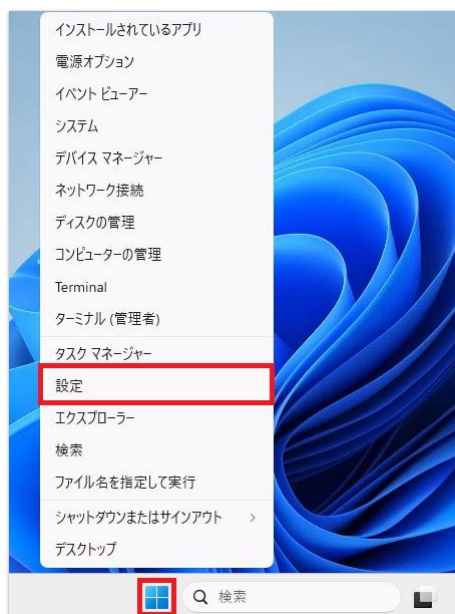 インストールされているアプリ
電源オプション
イベント ビューアー
システム
デバイス マネージャー
ネットワーク接続
ディスクの管理
コンピューターの管理
Terminal
ターミナル (管理者)
タスク マネージャー
設定
エクスプローラー
検索
ファイル名を指定して実行
シャットダウンまたはサインアウト
デスクトップ
検索